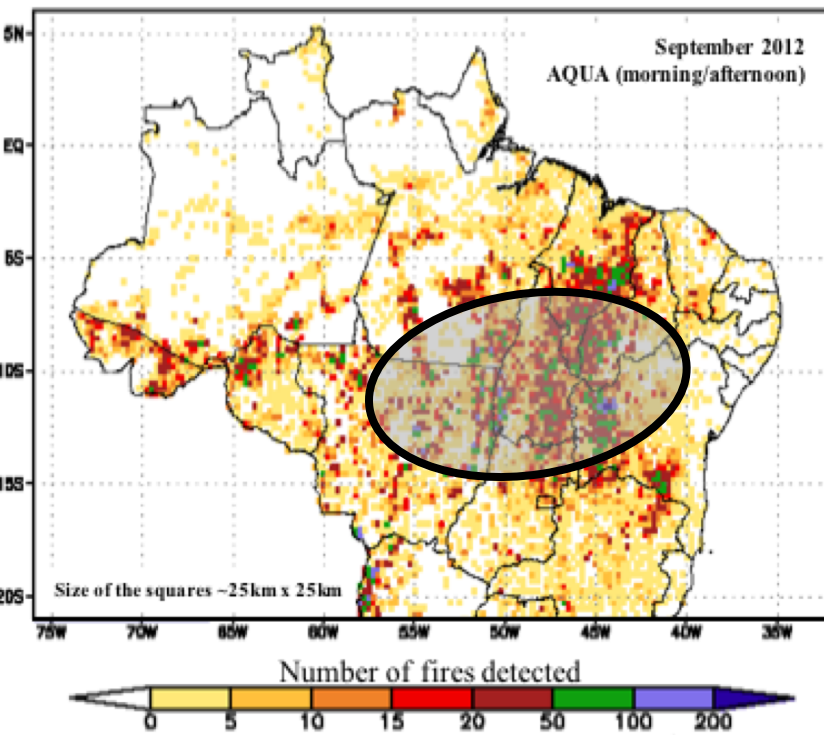 September 2012
AQUA (morning/afternoon)
5N
EQ
5S
10S
15S
20S
Size of the squares ~25km x 25km
75W 70W 65W 60W 55W 50W 45W 40W 35W
Number of fires detected
0 5 10 15 20 50 100 200